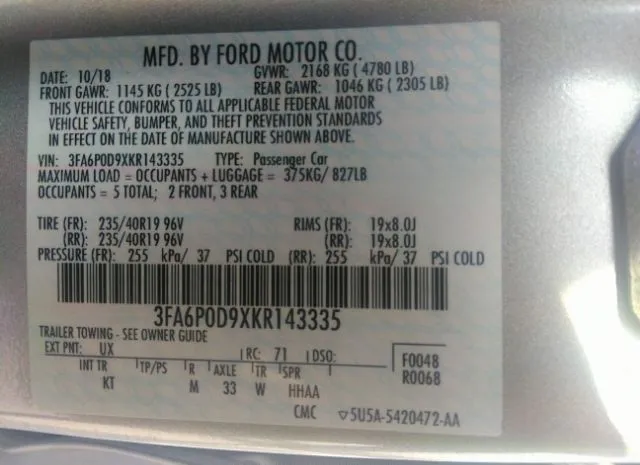 MFD. BY FORD MOTOR CO.
DATE: 10/18 GVWR: 2168 KG ( 4780 LB)
FRONT GAWR: 1145 KG ( 2525 LB) REAR GAWR: 1046 KG ( 2305 LB)
THIS VEHICLE CONFORMS TO ALL APPLICABLE FEDERAL MOTOR
VEHICLE SAFETY, BUMPER, AND THEFT PREVENTION STANDARDS
IN EFFECT ON THE DATE OF MANUFACTURE SHOWN ABOVE.
VIN: 3FA6P0D9XKR143335 TYPE: Passenger Car
MAXIMUM LOAD = OCCUPANTS + LUGGAGE = 375KG/ 827LB
OCCUPANTS = 5 TOTAL; 2 FRONT, 3 REAR
TIRE (FR): 235/40R19 96V RIMS (FR): 19x8.0J
(RR): 235/40R19 96V (RR): 19x8.0J
PRESSURE (FR): 255 kPa/ 37 PSI COLD (RR): 255 kPa/ 37 PSI COLD
3FA6P0D9XKR143335
TRAILER TOWING - SEE OWNER GUIDE
EXT PNT: UX RC: 71 DSO: F0048
INT TR TP/PS R AXLE TR SPR R0068
KT M 33 W HHAA
CMC ▽5U5A-5420472-AA